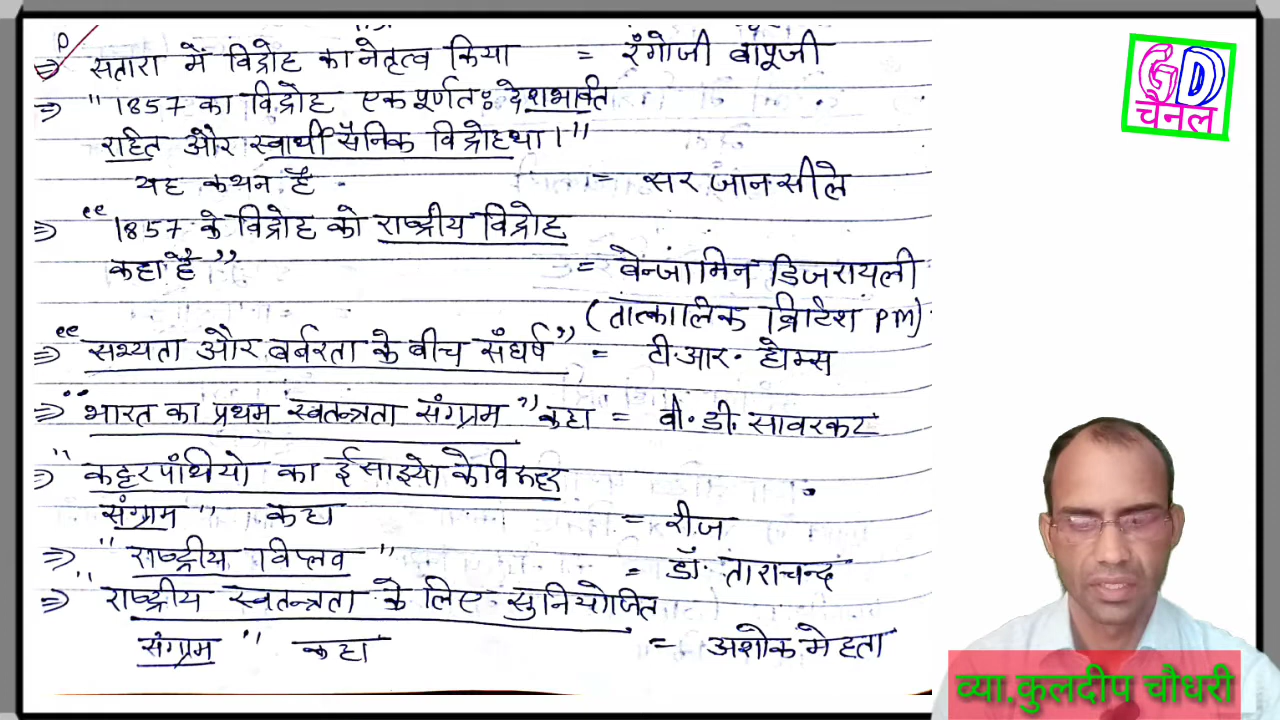 P
⇒ सतारा में विद्रोह का नेतृत्व किया = रंगोजी बापूजी
⇒ "1857 का विद्रोह एक पूर्णतः देशभक्ति
रहित और स्वार्थी सैनिक विद्रोह था।"
यह कथन है - = सर जान सीले
⇒ "1857 के विद्रोह को राष्ट्रीय विद्रोह
कहा है" = बेन्जामिन डिजरायली
(तात्कालिक ब्रिटिश PM)
⇒ "सभ्यता और बर्बरता के बीच संघर्ष" = टी.आर. होम्स
⇒ "भारत का प्रथम स्वतन्त्रता संग्राम" कहा = वी.डी. सावरकर
⇒ "कट्टरपंथियो का ईसाइयो के विरूद्ध
संग्राम" कहा = रीज
⇒ "राष्ट्रीय विप्लव" = डॉ. ताराचन्द
⇒ "राष्ट्रीय स्वतन्त्रता के लिए सुनियोजित
संग्राम" कहा = अशोक मेहता
GD
चैनल
व्या.कुलदीप चौधरी